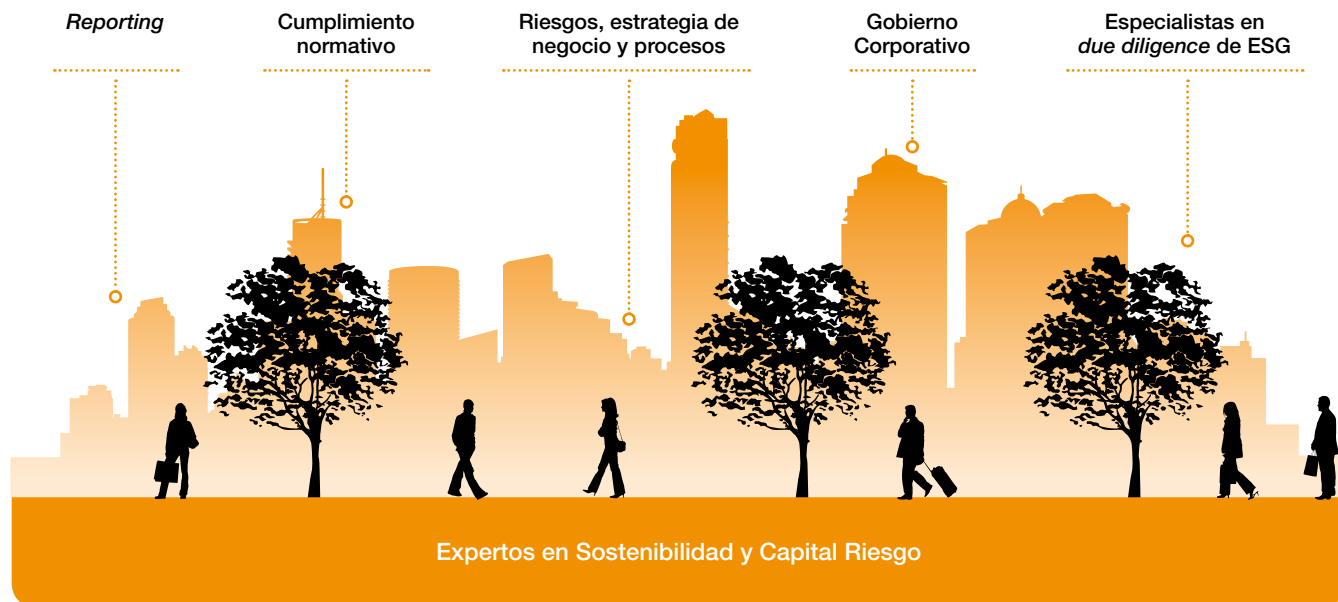 Reporting
Cumplimiento
normativo
Riesgos, estrategia de
negocio y procesos
Gobierno
Corporativo
Especialistas en
due diligence de ESG
Expertos en Sostenibilidad y Capital Riesgo